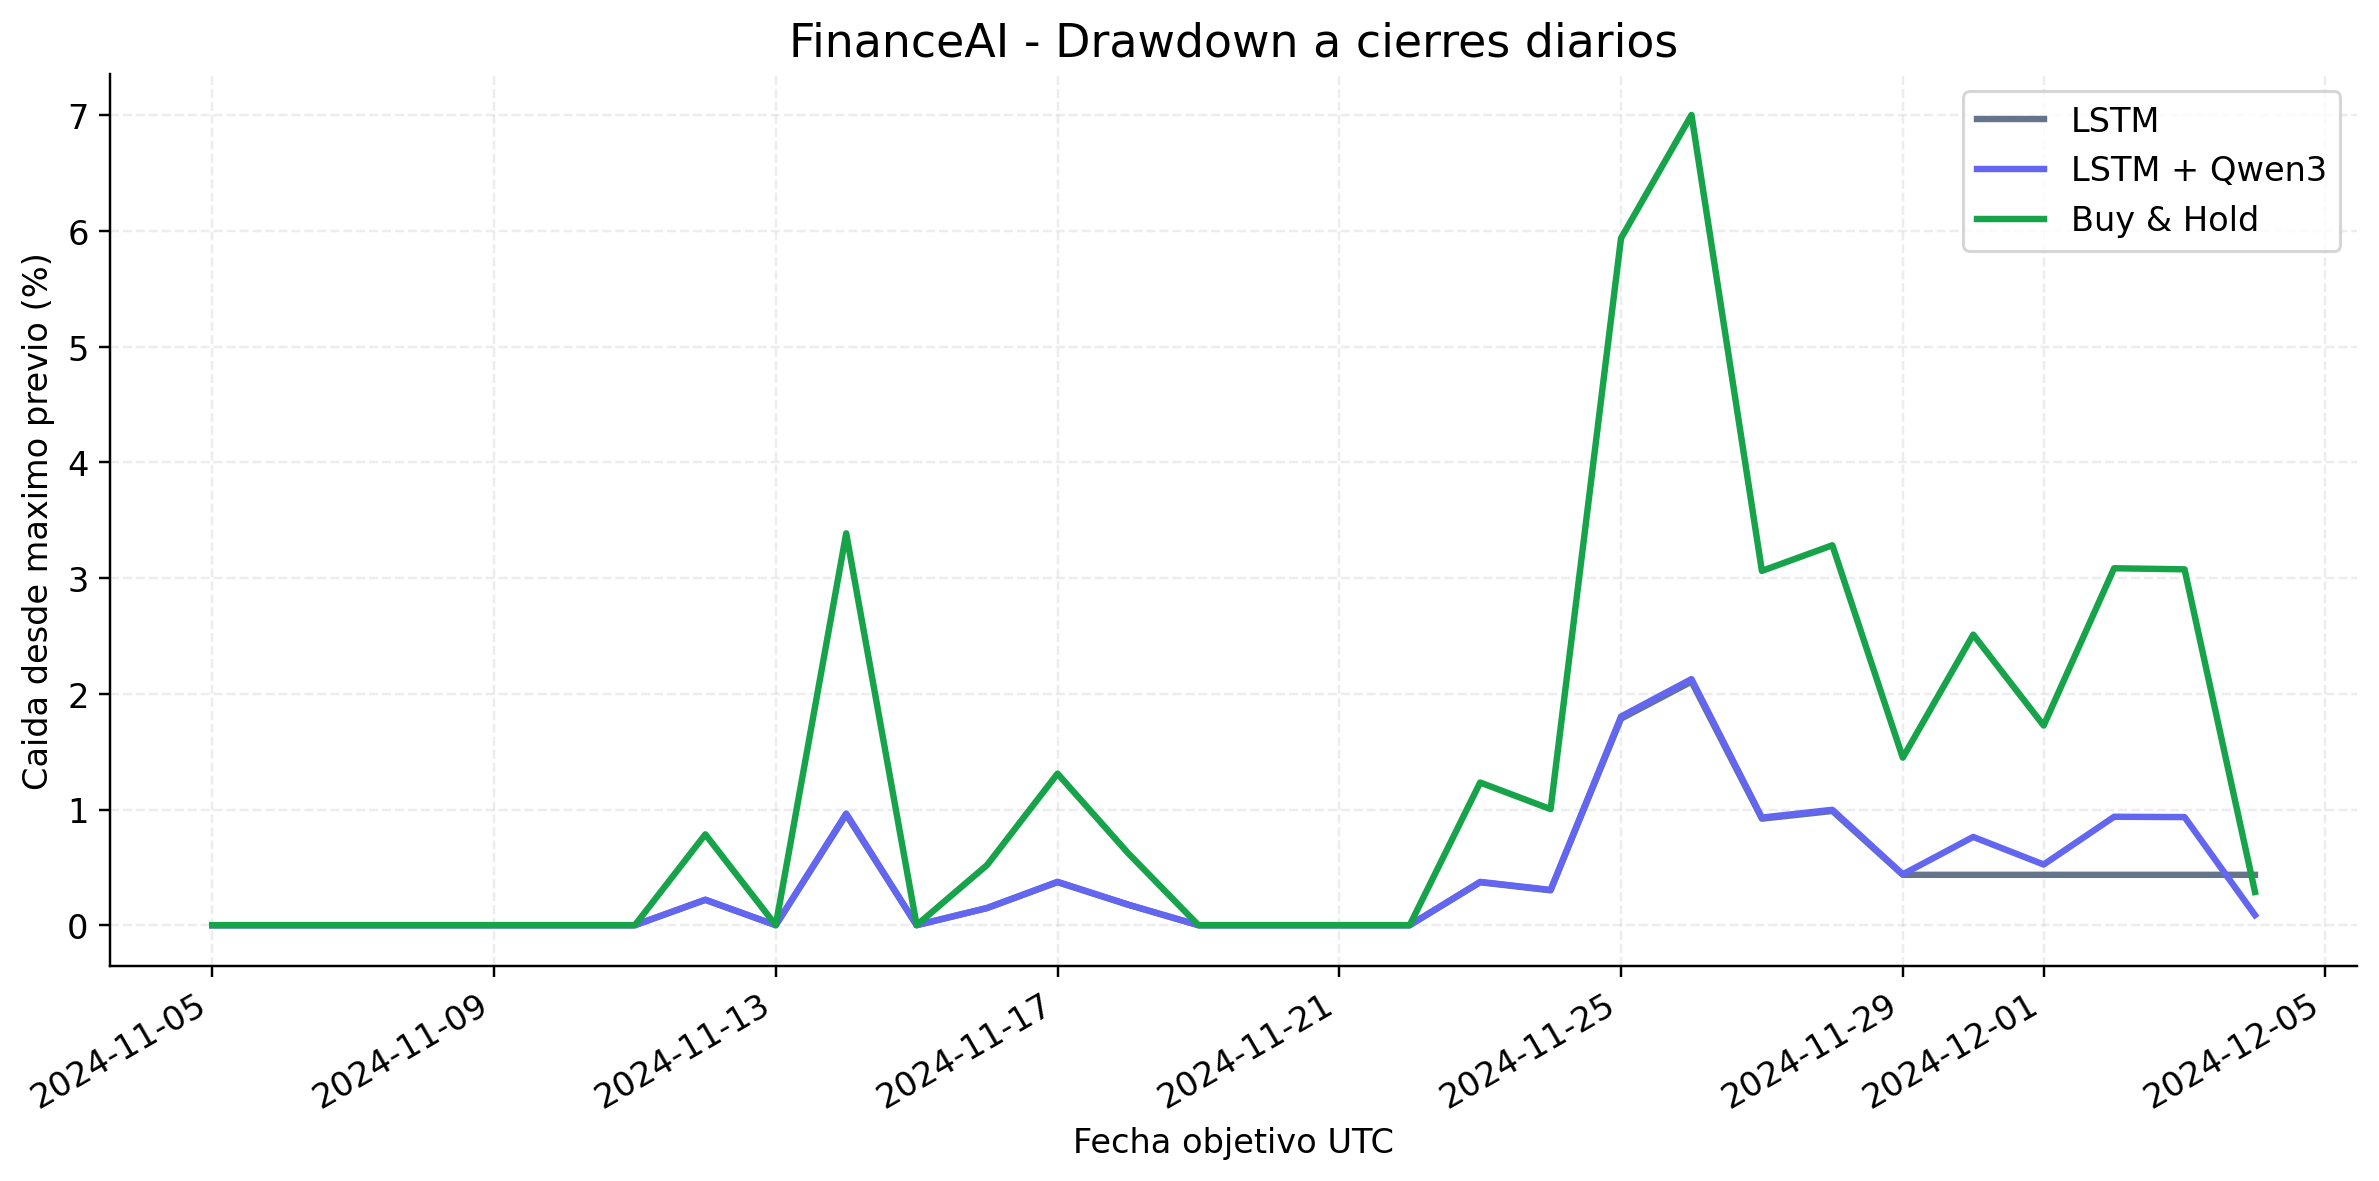 FinanceAI - Drawdown a cierres diarios
LSTM
LSTM + Qwen3
Buy & Hold
Caida desde maximo previo (%)
7
6
5
4
3
2
1
0
2024-11-05
2024-11-09
2024-11-13
2024-11-17
2024-11-21
2024-11-25
2024-11-29
2024-12-01
2024-12-05
Fecha objetivo UTC